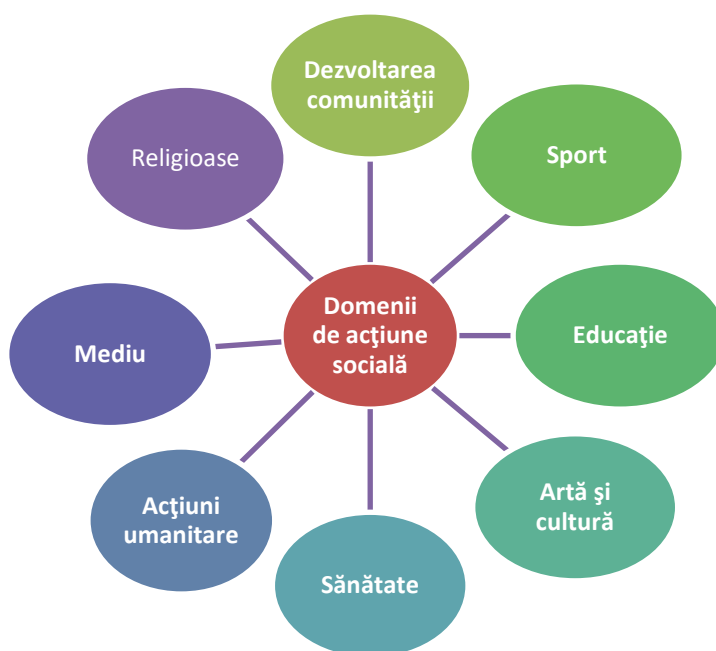 Dezvoltarea
comunităţii
Sport
Educaţie
Artă şi
cultură
Sănătate
Acţiuni
umanitare
Mediu
Religioase
Domenii
de acţiune
socială